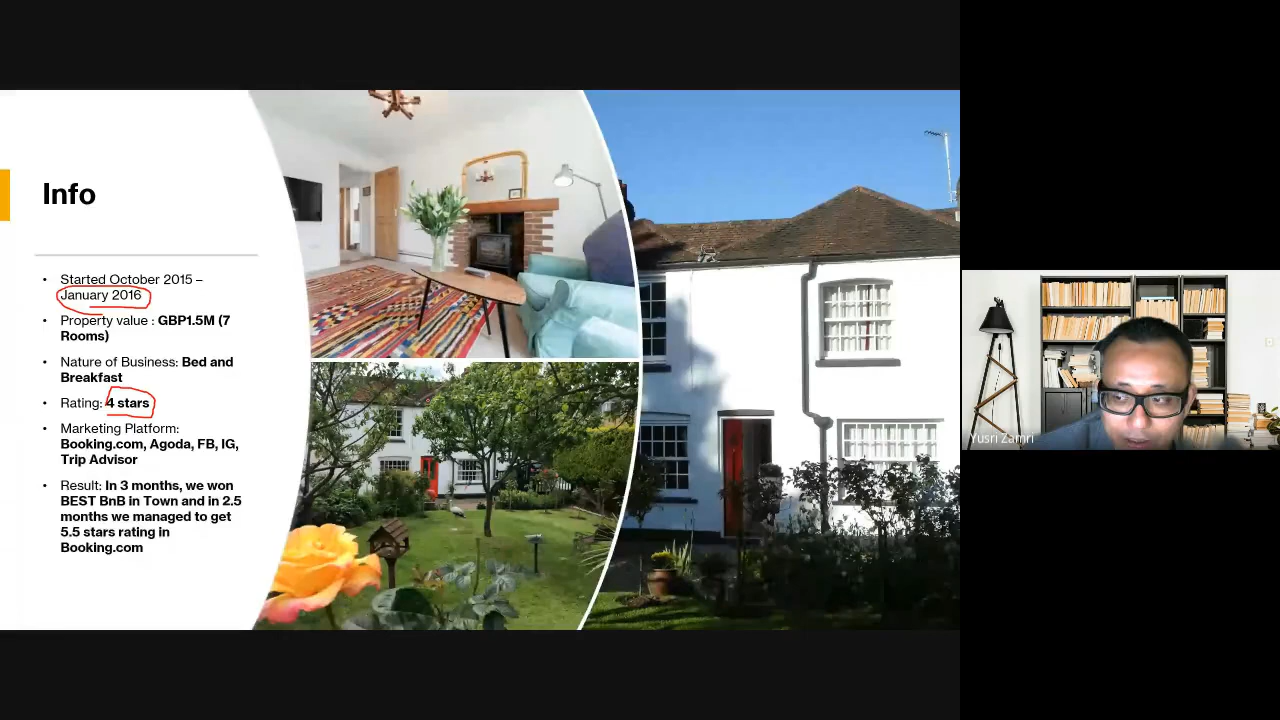 Info
• Started October 2015 –
January 2016
• Property value : GBP1.5M (7
Rooms)
• Nature of Business: Bed and
Breakfast
• Rating: 4 stars
• Marketing Platform:
Booking.com, Agoda, FB, IG,
Trip Advisor
• Result: In 3 months, we won
BEST BnB in Town and in 2.5
months we managed to get
5.5 stars rating in
Booking.com
Yusri Zamri